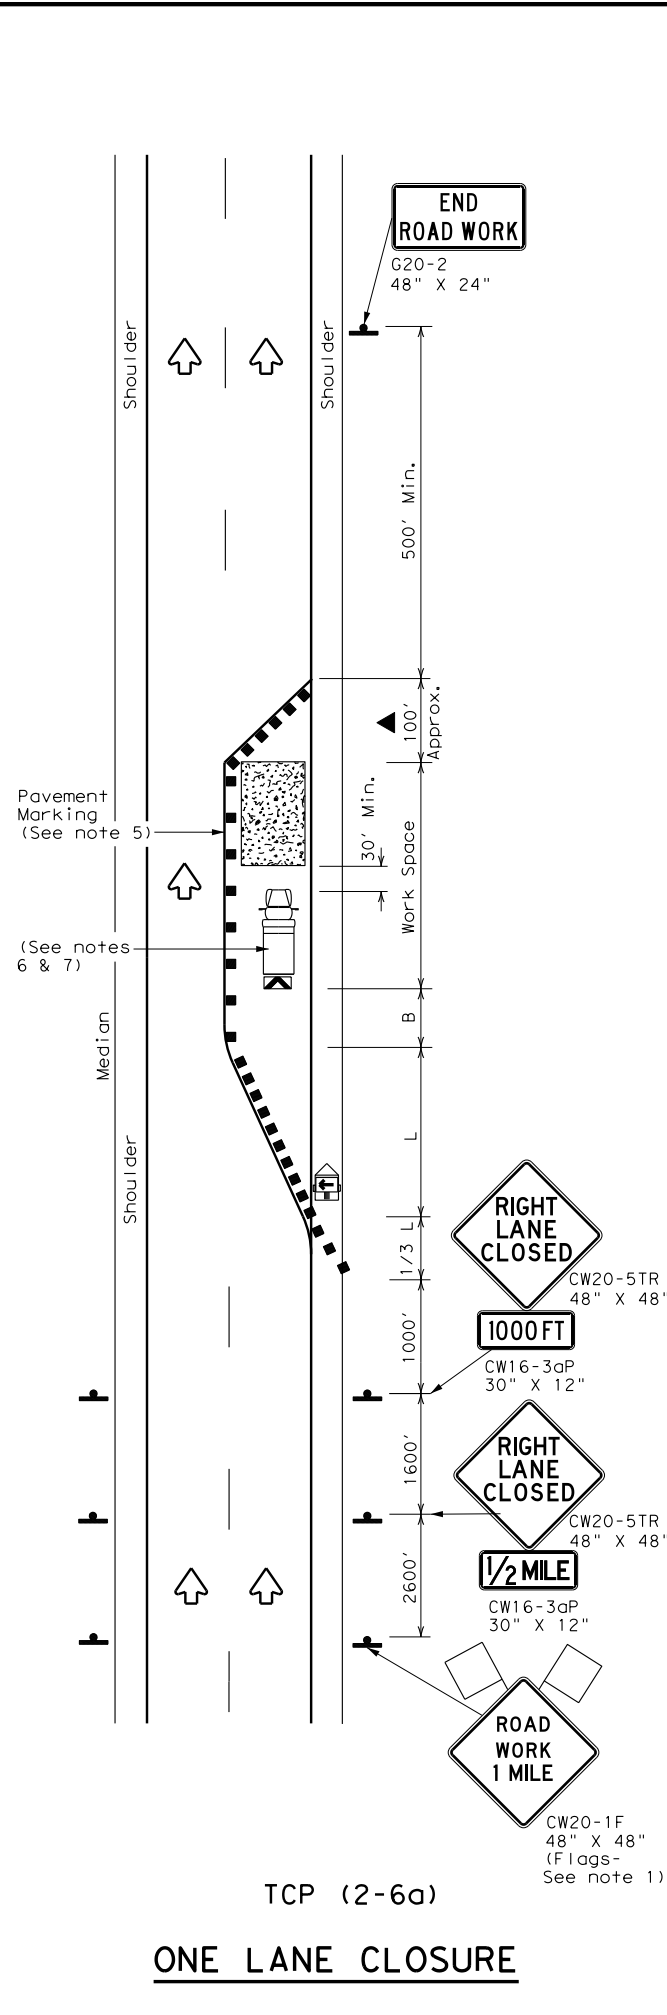 END
ROAD WORK
G20-2
48" X 24"
Shoulder
Shoulder
500' Min.
100'
Approx.
Pavement
Marking
(See note 5)
30' Min.
Work Space
(See notes
6 & 7)
B
Median
Shoulder
L
1/3 L
RIGHT
LANE
CLOSED
CW20-5TR
48" X 48"
1000 FT
CW16-3aP
30" X 12"
1000'
1600'
RIGHT
LANE
CLOSED
CW20-5TR
48" X 48"
1/2 MILE
CW16-3aP
30" X 12"
2600'
ROAD
WORK
1 MILE
CW20-1F
48" X 48"
(Flags-
See note 1)
TCP (2-6a)
ONE LANE CLOSURE